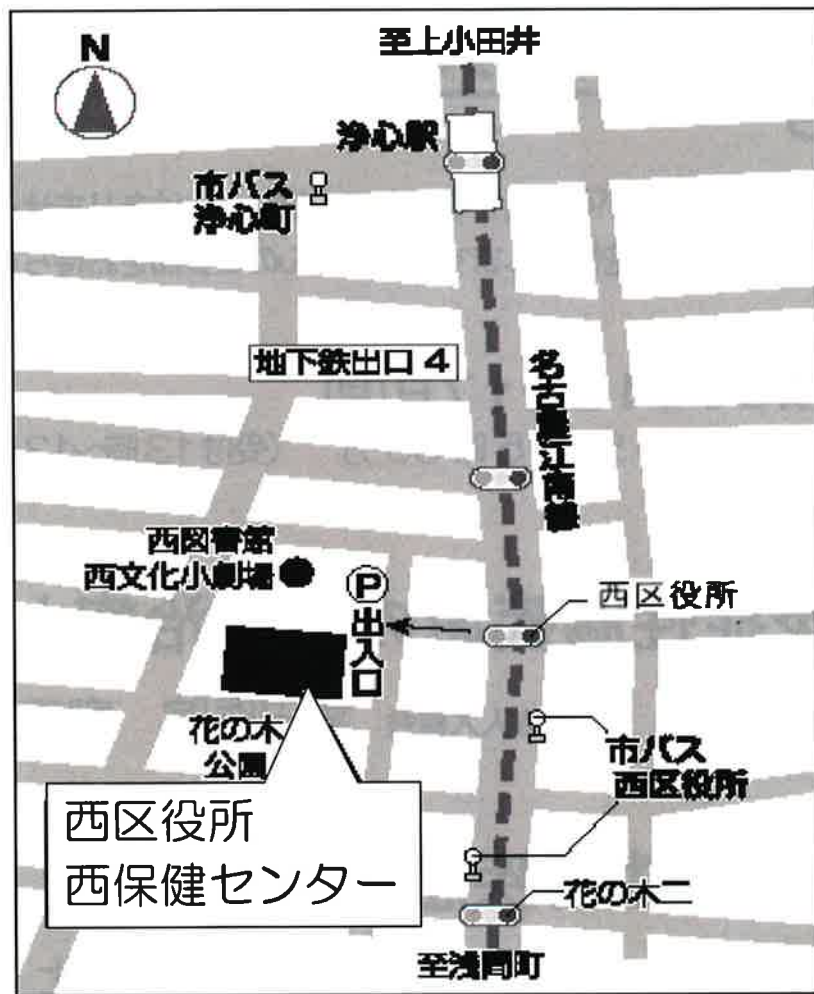 至上小田井
N
浄心駅
市バス
浄心町
地下鉄出口 4
名古屋江南線
西図書館
西文化小劇場
P
出入口
西区役所
花の木
公園
市バス
西区役所
西区役所
西保健センター
花の木二
至浅間町